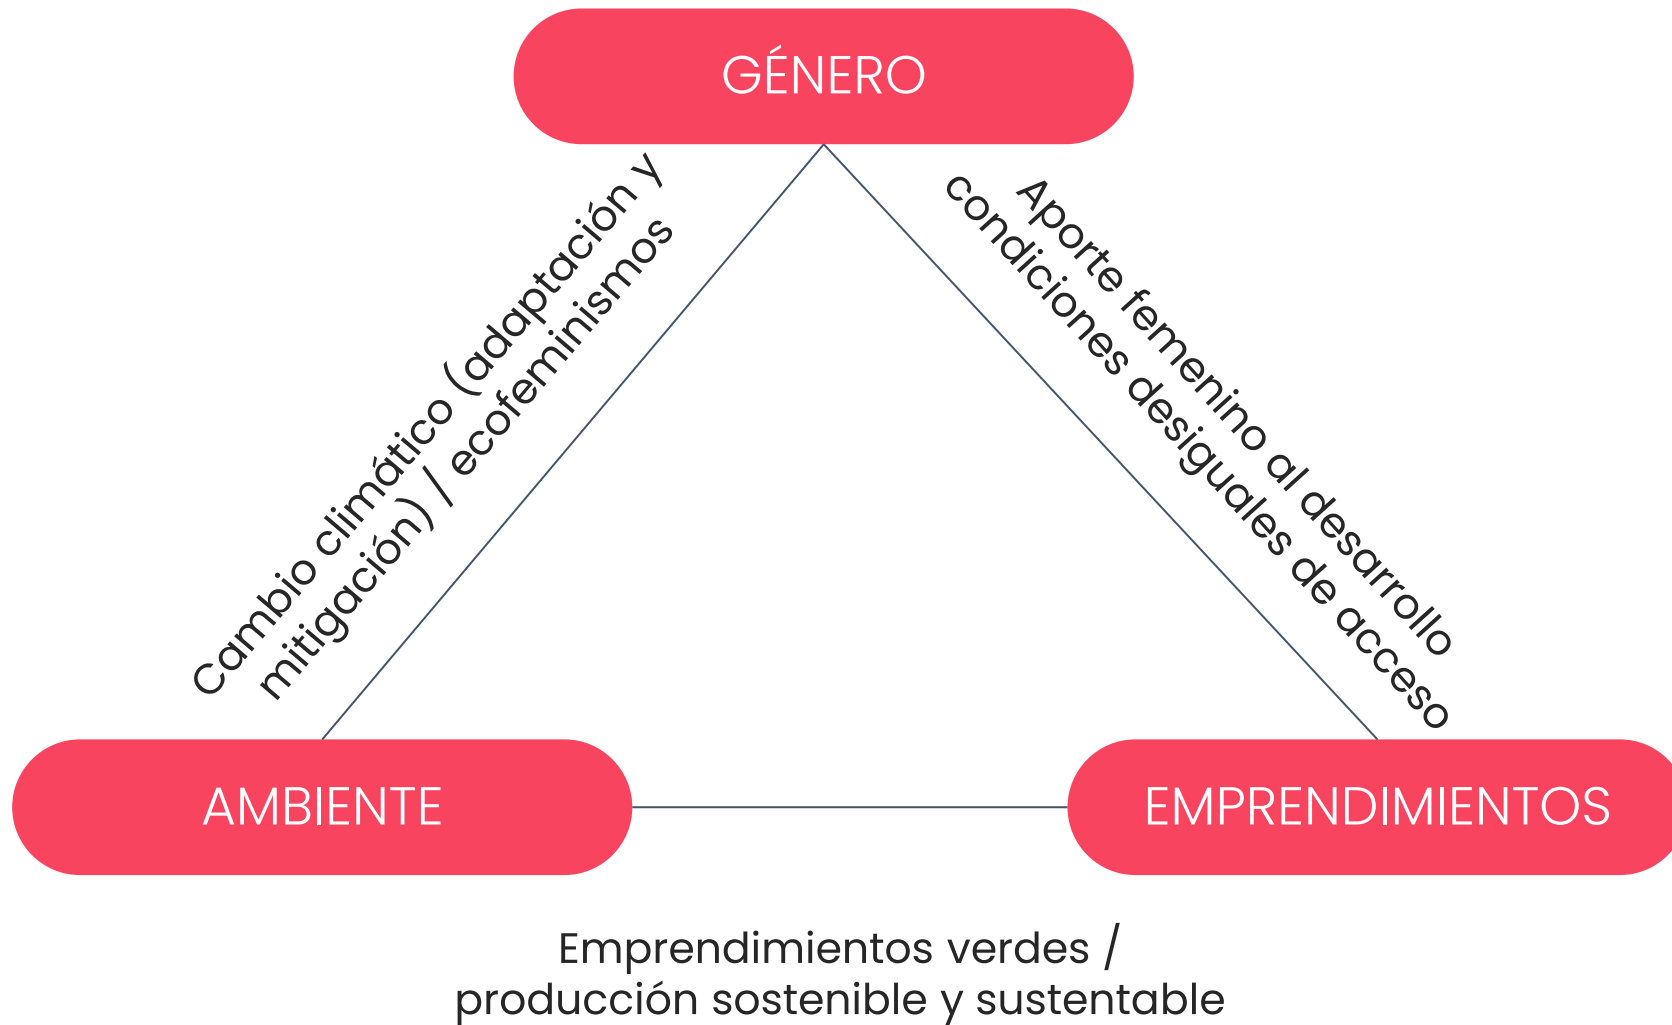 GÉNERO
Cambio climático (adaptación y
mitigación) / ecofeminismos
Aporte femenino al desarrollo
condiciones desiguales de acceso
AMBIENTE
EMPRENDIMIENTOS
Emprendimientos verdes /
producción sostenible y sustentable